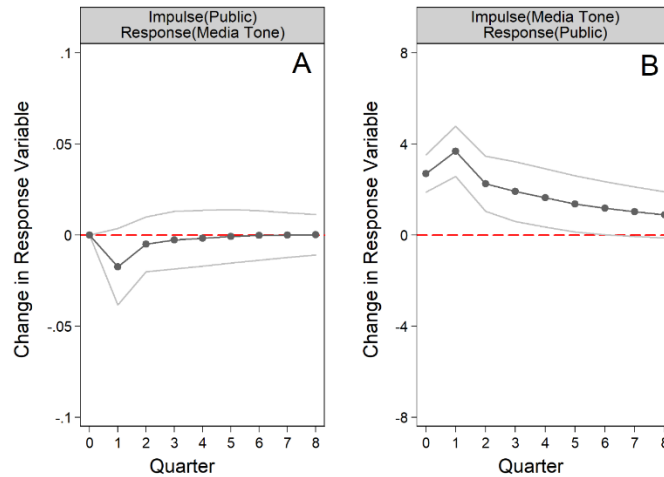 Impulse(Public)
Response(Media Tone)
A
Change in Response Variable
.1
.05
0
-.05
-.1
0 1 2 3 4 5 6 7 8
Quarter
Impulse(Media Tone)
Response(Public)
B
Change in Response Variable
8
4
0
-4
-8
0 1 2 3 4 5 6 7 8
Quarter